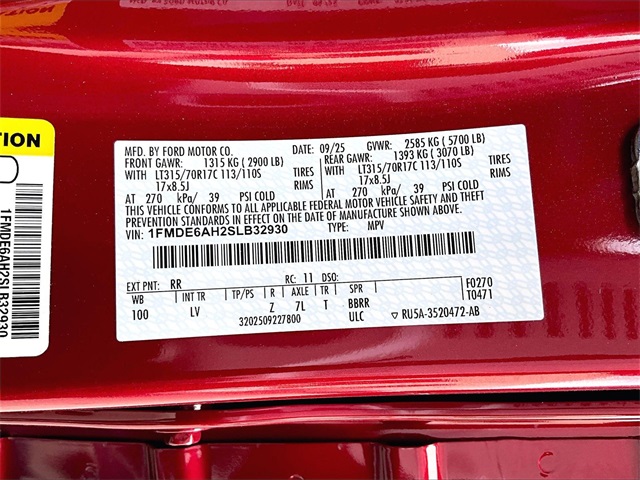 TION
1FMDE6AH2SLB32930
MFD. BY FORD MOTOR CO.
09/25 GVWR: 2585 KG ( 5700 LB)
FRONT GAWR: 1315 KG ( 2900 LB) REAR GAWR: 1393 KG ( 3070 LB)
WITH LT315/70R17C 113/110S TIRES WITH LT315/70R17C 113/110S TIRES
17x8.5J RIMS 17x8.5J RIMS
AT 270 kPa/ 39 PSI COLD AT 270 kPa/ 39 PSI COLD
THIS VEHICLE CONFORMS TO ALL APPLICABLE FEDERAL MOTOR VEHICLE SAFETY AND THEFT
PREVENTION STANDARDS IN EFFECT ON THE DATE OF MANUFACTURE SHOWN ABOVE.
VIN: 1FMDE6AH2SLB32930 TYPE: MPV
EXT PNT: RR RC: 11 DSO: F0270
WB INT TR TP/PS R AXLE TR SPR T0471
100 LV Z 7L T BBRR
3202509227800 ULC ▽ RU5A-3520472-AB